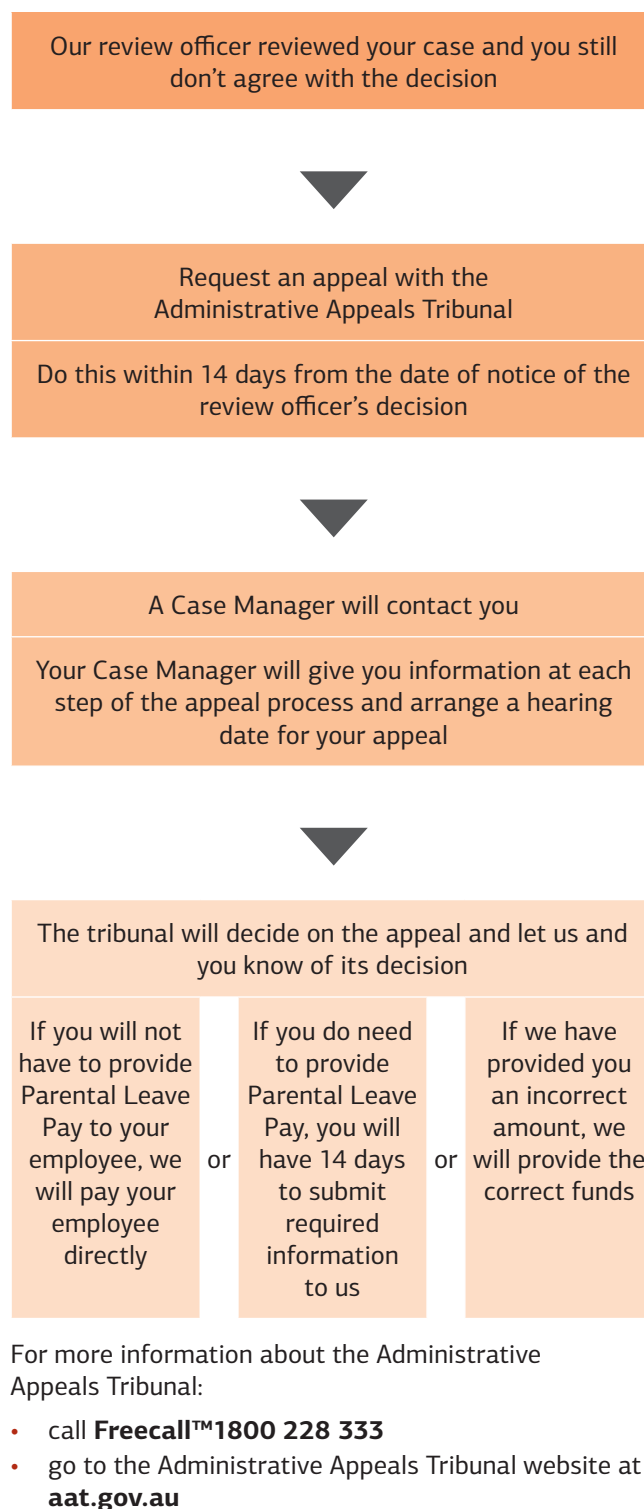 Our review officer reviewed your case and you still
don't agree with the decision
Request an appeal with the
Administrative Appeals Tribunal
Do this within 14 days from the date of notice of the
review officer's decision
A Case Manager will contact you
Your Case Manager will give you information at each
step of the appeal process and arrange a hearing
date for your appeal
The tribunal will decide on the appeal and let us and
you know of its decision
If you will not
have to provide
Parental Leave
Pay to your
employee, we
will pay your
employee
directly
or
If you do need
to provide
Parental Leave
Pay, you will
have 14 days
to submit
required
information
to us
or
If we have
provided you
an incorrect
amount, we
will provide the
correct funds
For more information about the Administrative
Appeals Tribunal:
• call Freecall™1800 228 333
• go to the Administrative Appeals Tribunal website at
aat.gov.au